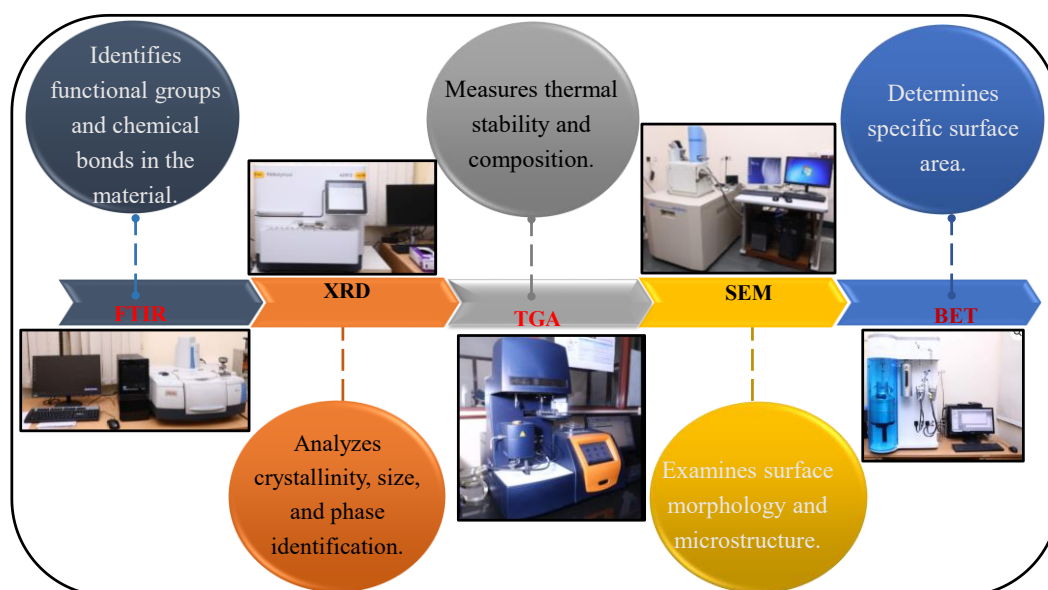 Identifies
functional groups
and chemical
bonds in the
material.
Measures thermal
stability and
composition.
Determines
specific surface
area.
FTIR
XRD
TGA
SEM
BET
Analyzes
crystallinity, size,
and phase
identification.
Examines surface
morphology and
microstructure.